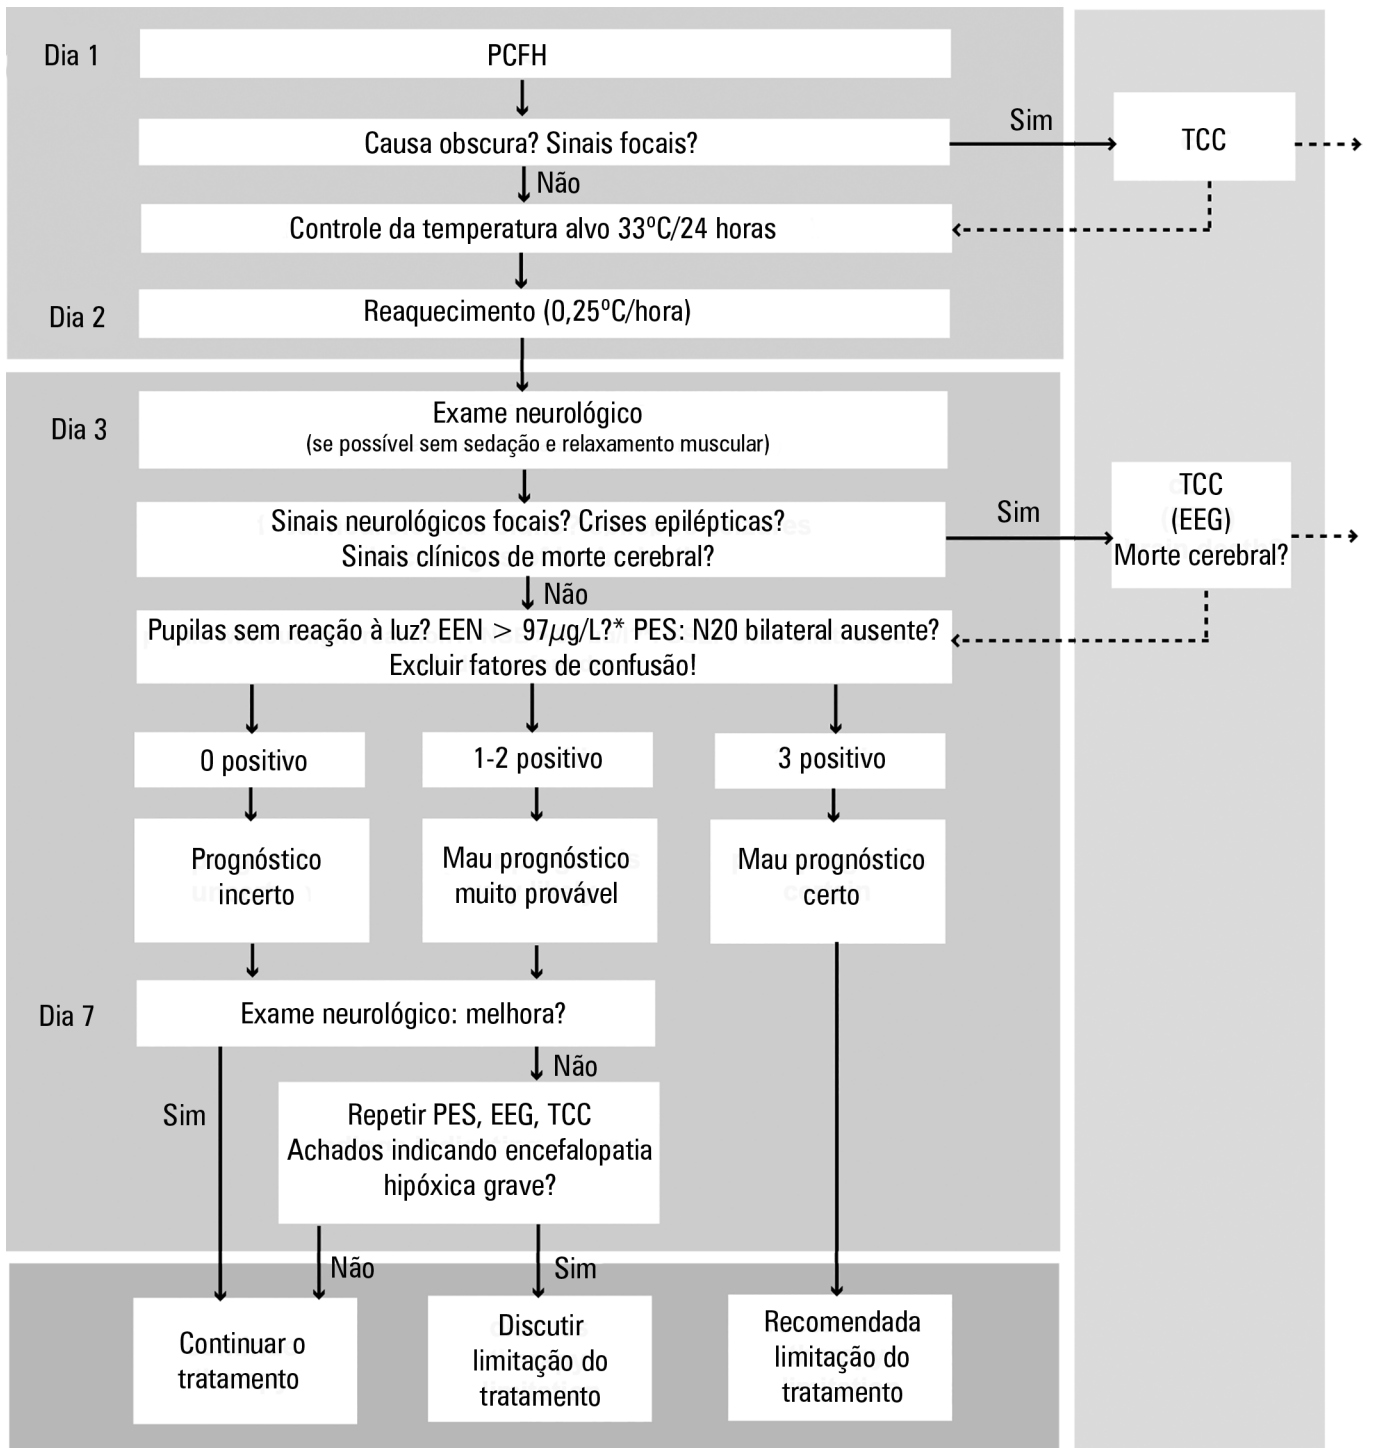 Dia 1
PCFH
Causa obscura? Sinais focais?
Sim
TCC
Não
Controle da temperatura alvo 33ºC/24 horas
Dia 2
Reaquecimento (0,25ºC/hora)
Dia 3
Exame neurológico
(se possível sem sedação e relaxamento muscular)
Sinais neurológicos focais? Crises epilépticas?
Sinais clínicos de morte cerebral?
Sim
TCC
(EEG)
Morte cerebral?
Não
Pupilas sem reação à luz? EEN > 97µg/L?* PES: N20 bilateral ausente?
Excluir fatores de confusão!
0 positivo
1-2 positivo
3 positivo
Prognóstico
incerto
Mau prognóstico
muito provável
Mau prognóstico
certo
Dia 7
Exame neurológico: melhora?
Não
Sim
Repetir PES, EEG, TCC
Achados indicando encefalopatia
hipóxica grave?
Não
Sim
Continuar o
tratamento
Discutir
limitação do
tratamento
Recomendada
limitação do
tratamento